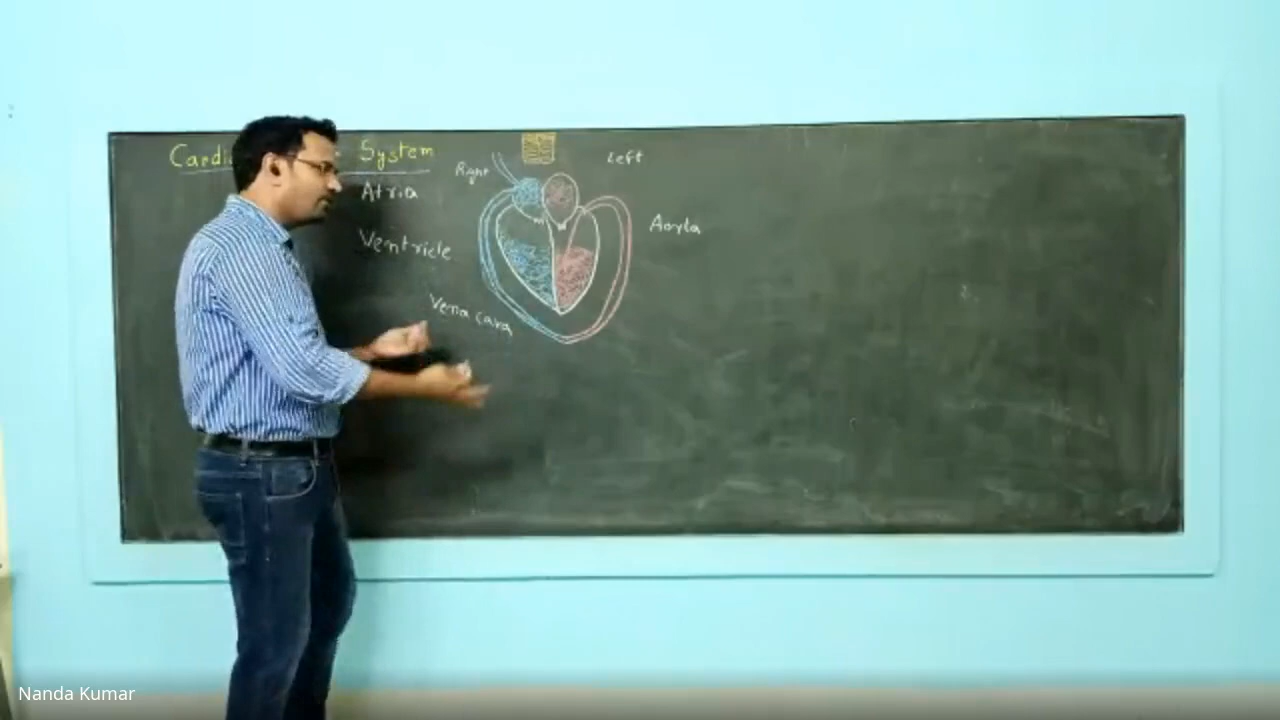 Cardi System
Right
Left
Atria
Aorta
Ventricle
Vena cava
Nanda Kumar